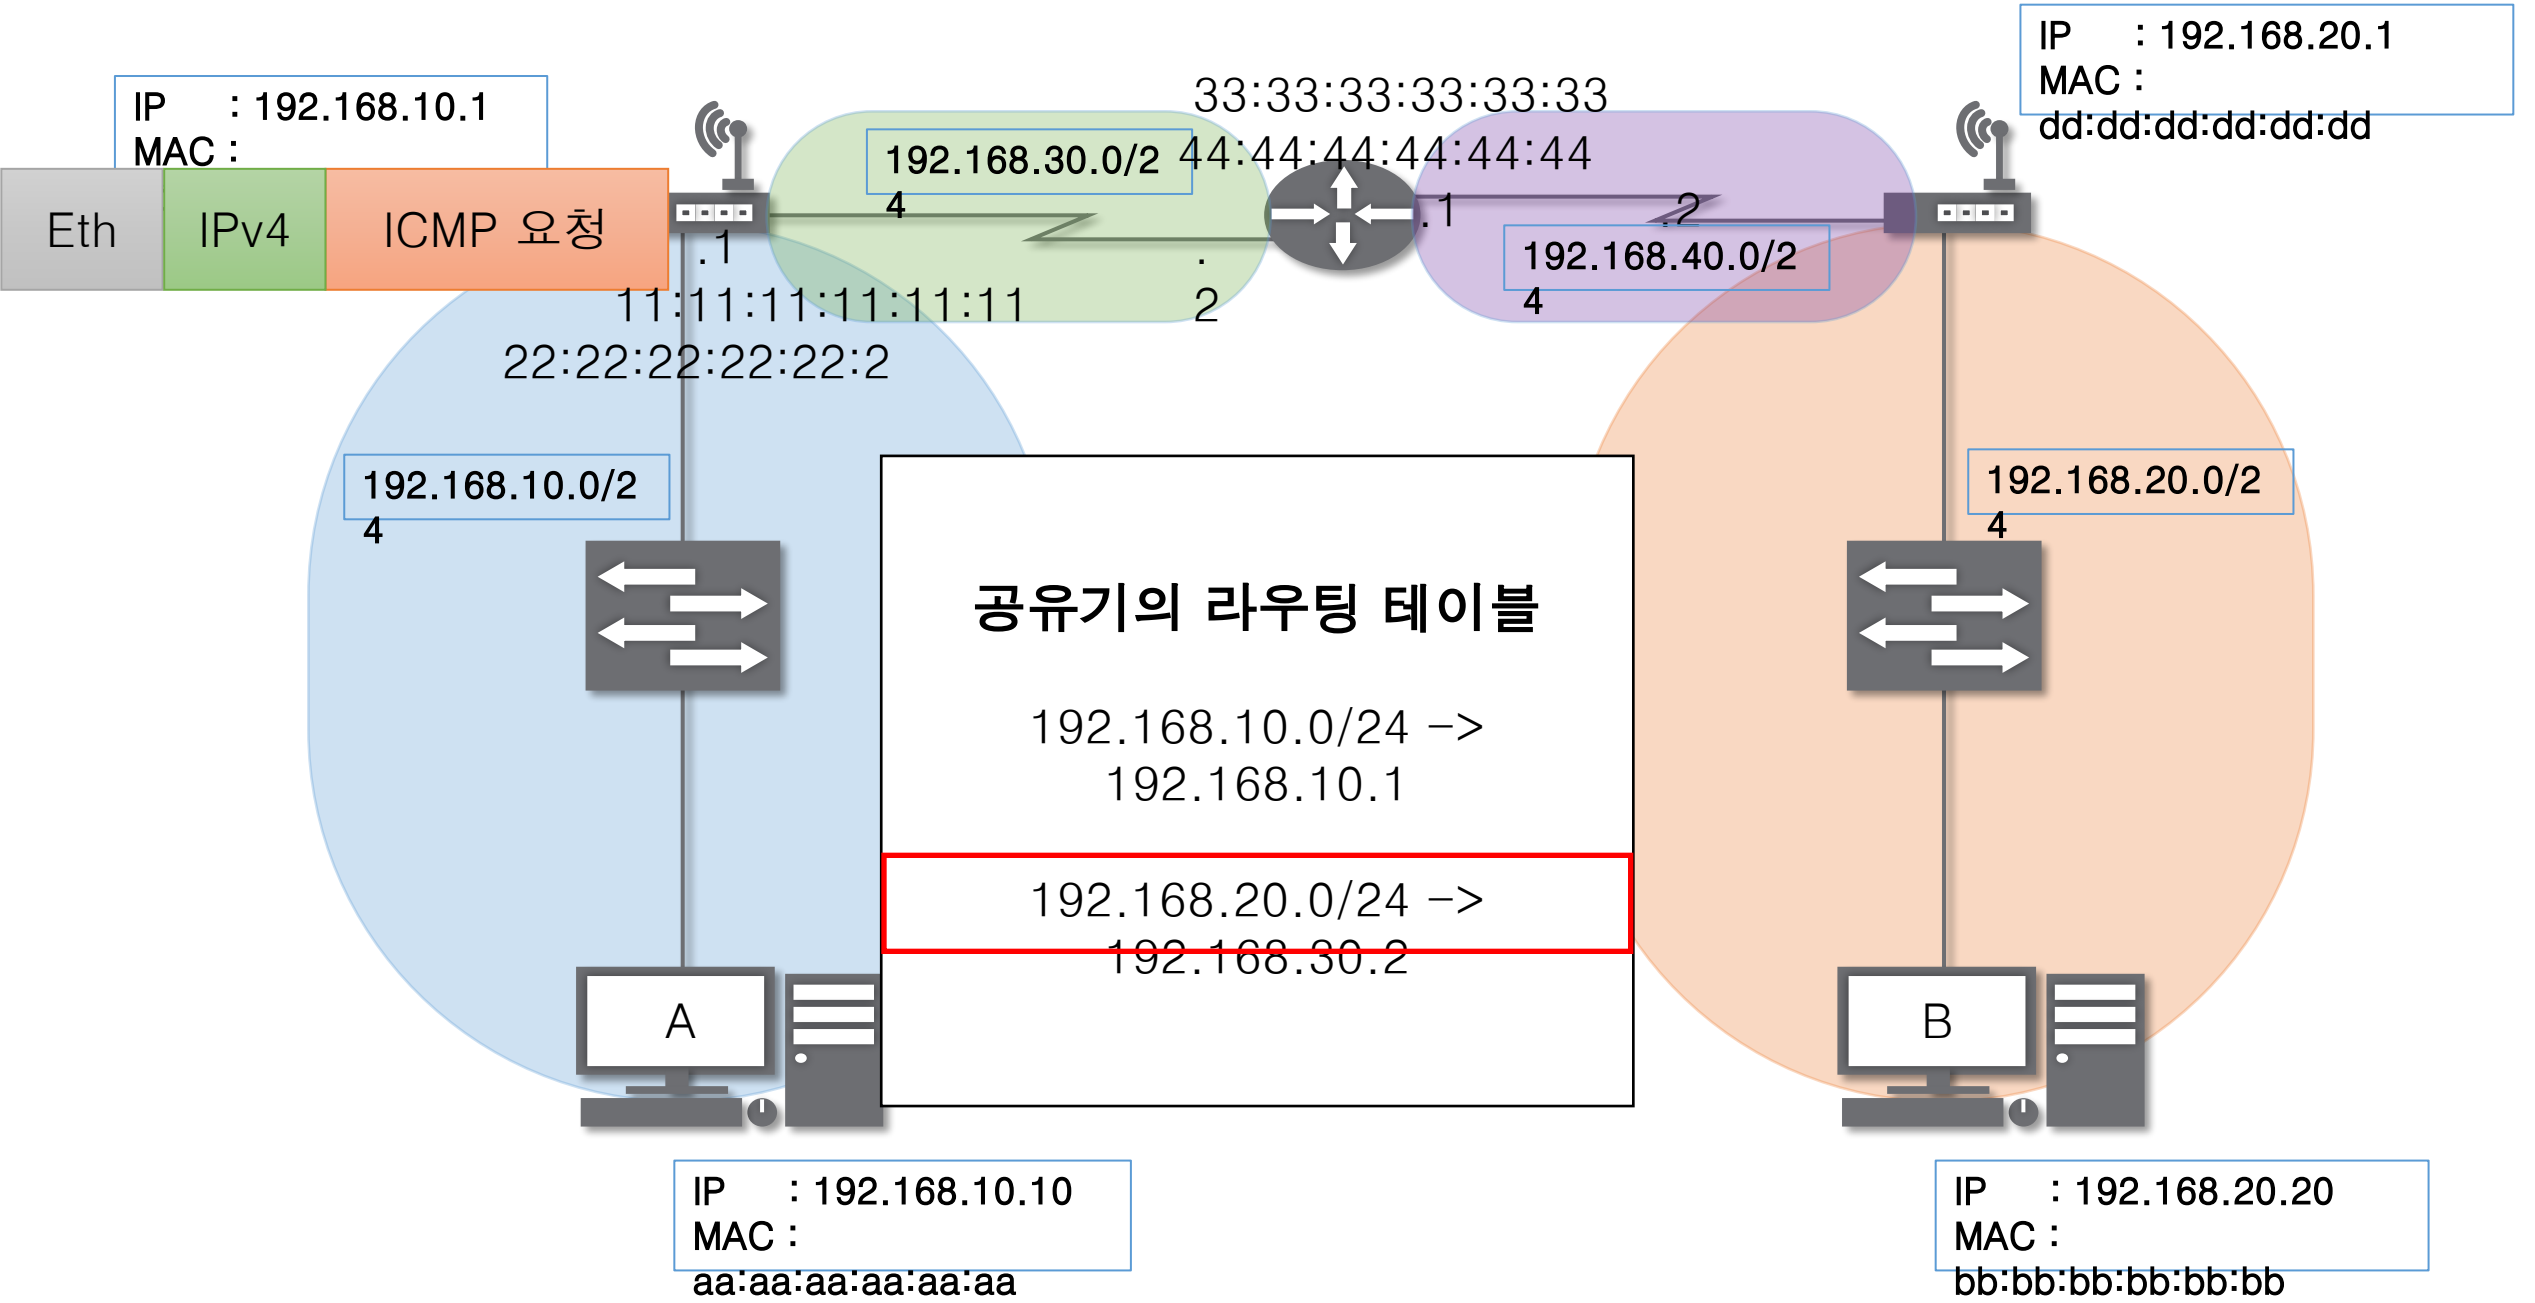 IP : 192.168.20.1
MAC :
dd:dd:dd:dd:dd:dd
IP : 192.168.10.1
MAC :
33:33:33:33:33:33
44:44:44:44:44:44
192.168.30.0/2
4
Eth
IPv4
ICMP 요청
.1
.
2
.1
.2
192.168.40.0/2
4
11:11:11:11:11:11
22:22:22:22:22:2
192.168.10.0/2
4
192.168.20.0/2
4
공유기의 라우팅 테이블
192.168.10.0/24 ->
192.168.10.1
192.168.20.0/24 ->
192.168.30.2
A
B
IP : 192.168.10.10
MAC :
aa:aa:aa:aa:aa:aa
IP : 192.168.20.20
MAC :
bb:bb:bb:bb:bb:bb